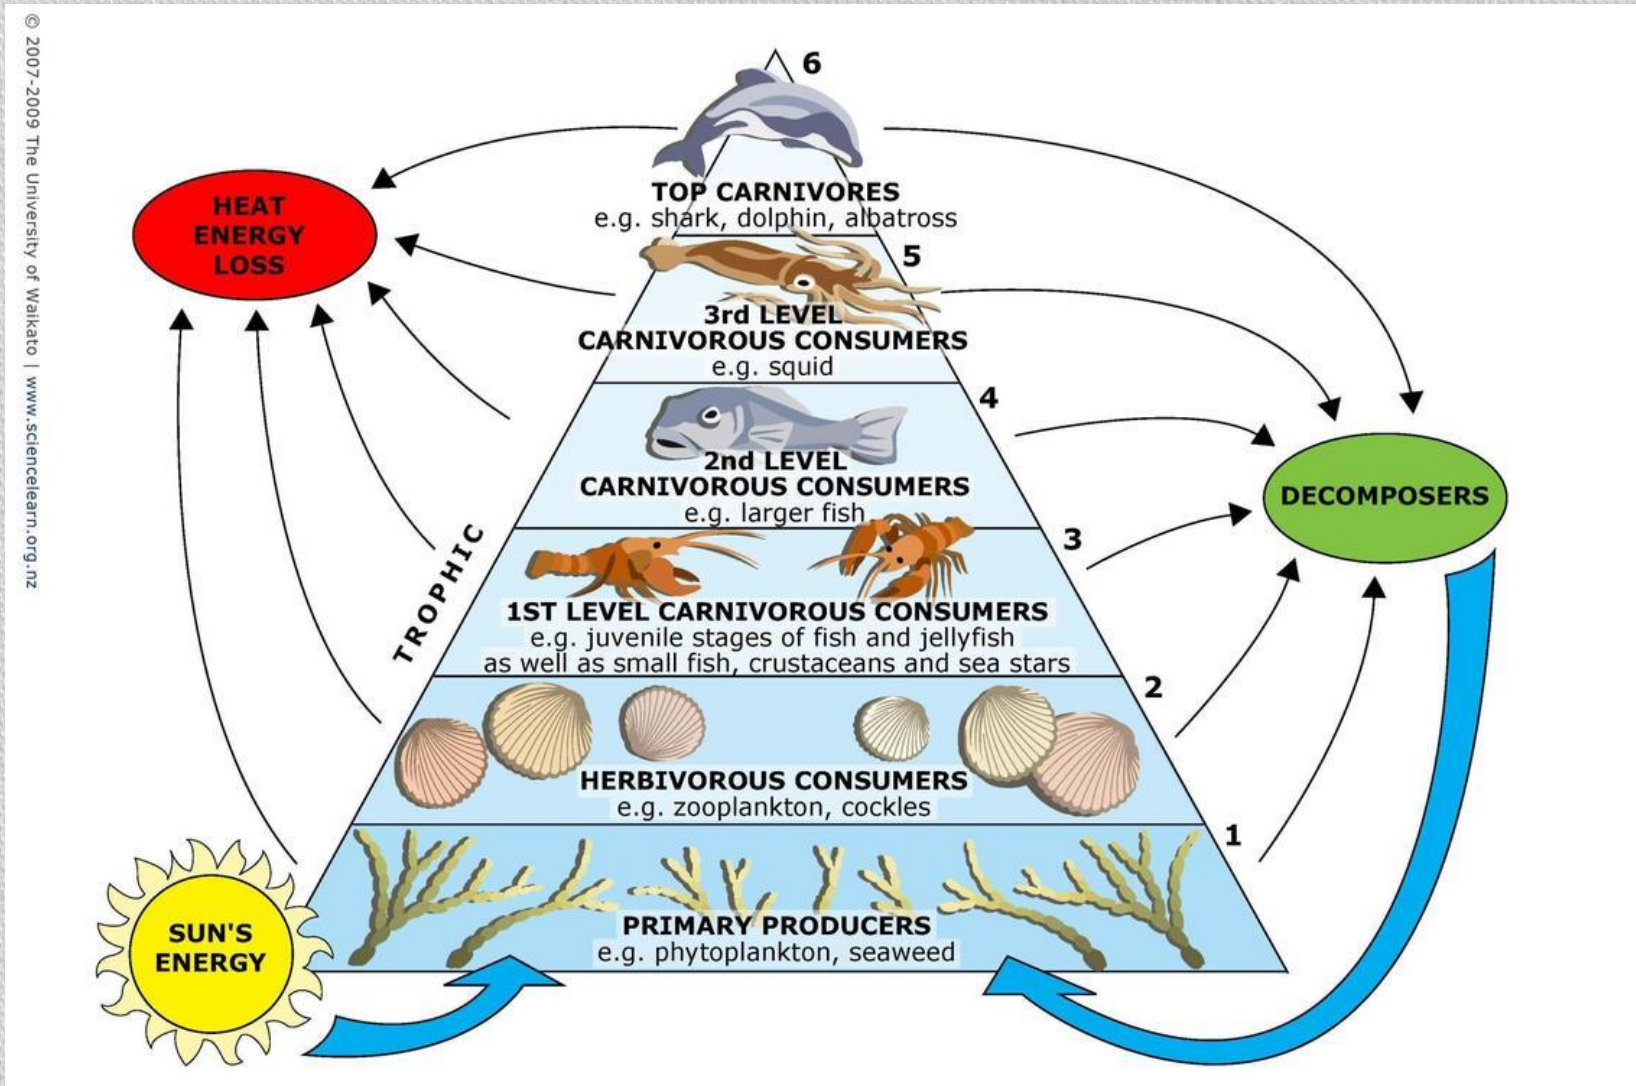 © 2007-2009 The University of Waikato | www.sciencelearn.org.nz
6
HEAT
ENERGY
LOSS
TOP CARNIVORES
e.g. shark, dolphin, albatross
5
3rd LEVEL
CARNIVOROUS CONSUMERS
e.g. squid
4
2nd LEVEL
CARNIVOROUS CONSUMERS
e.g. larger fish
DECOMPOSERS
TROPHIC
3
1ST LEVEL CARNIVOROUS CONSUMERS
e.g. juvenile stages of fish and jellyfish
as well as small fish, crustaceans and sea stars
2
HERBIVOROUS CONSUMERS
e.g. zooplankton, cockles
1
PRIMARY PRODUCERS
e.g. phytoplankton, seaweed
SUN'S
ENERGY